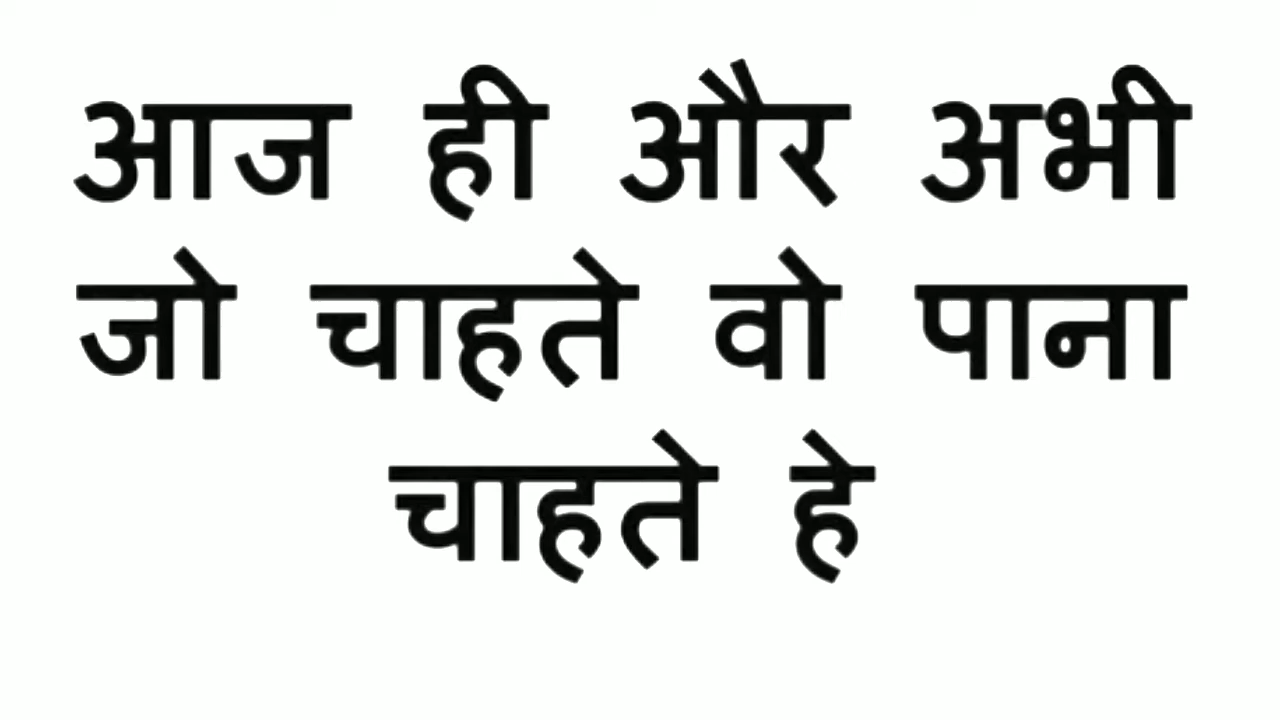 आज ही और अभी
जो चाहते वो पाना
चाहते हे